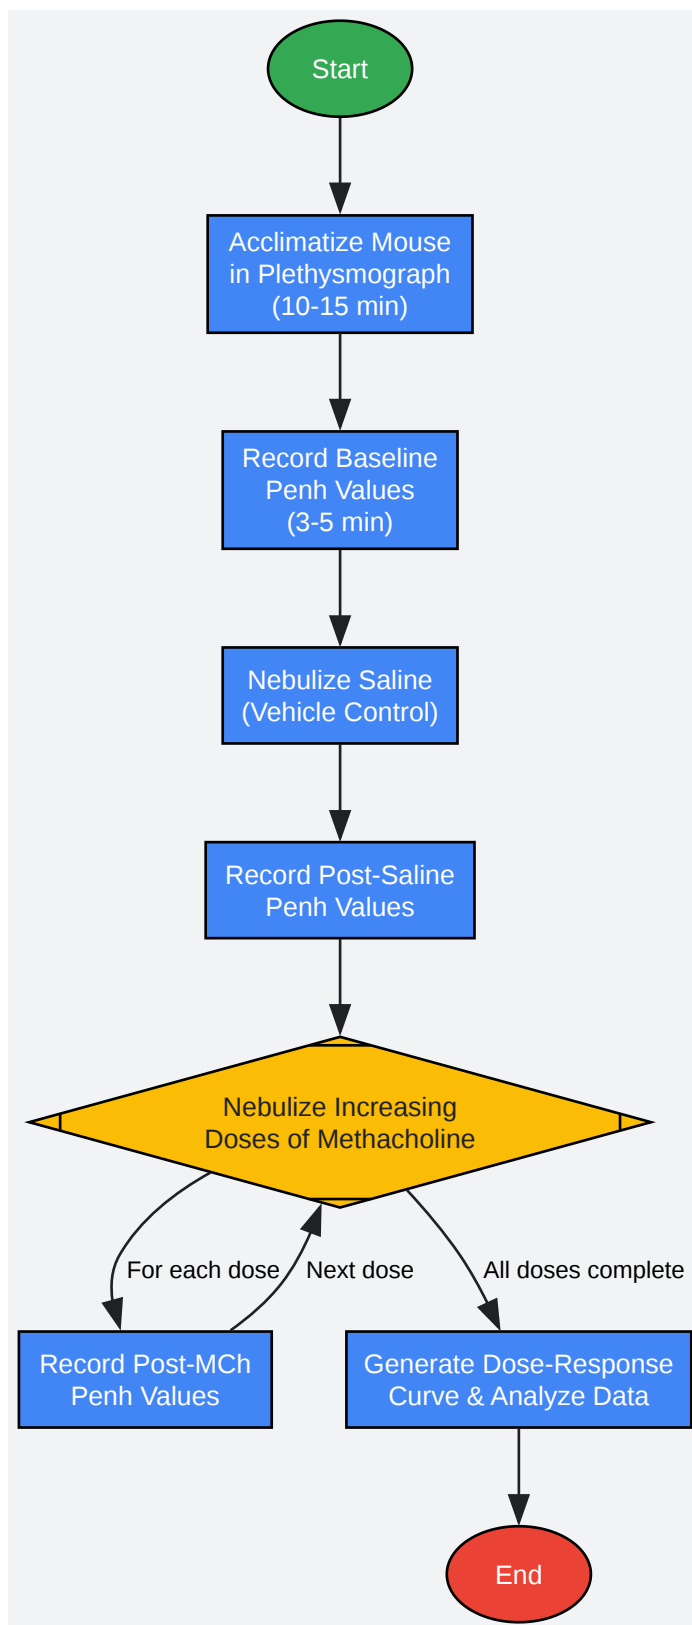 Start
Acclimatize Mouse
in Plethysmograph
(10-15 min)
Record Baseline
Penh Values
(3-5 min)
Nebulize Saline
(Vehicle Control)
Record Post-Saline
Penh Values
Nebulize Increasing
Doses of Methacholine
For each dose
Next dose
All doses complete
Record Post-MCh
Penh Values
Generate Dose-Response
Curve & Analyze Data
End